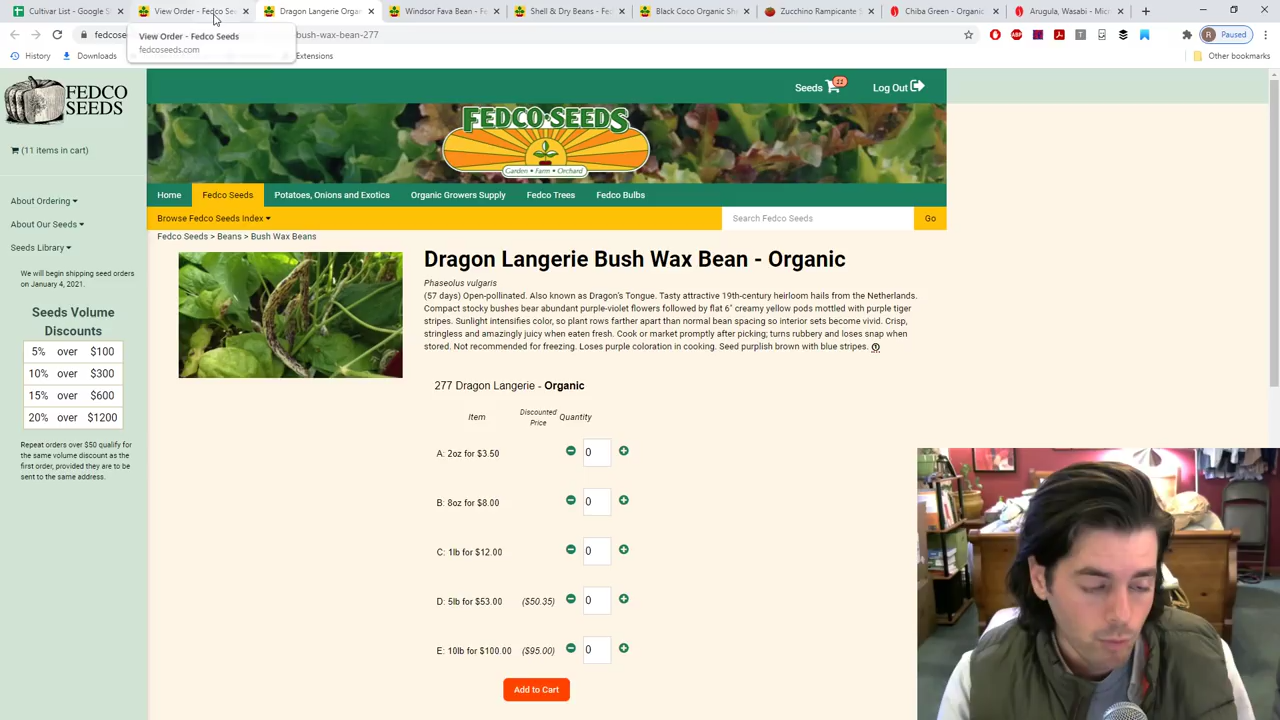 Cultivar List - Google S
View Order - Fedco Se
Dragon Langerie Orga
Windsor Fava Bean - Fe
Shell & Dry Beans - Fe
Black Coco Organic She
Zucchino Rampicante S
Chiba Green - Organic
Arugula, Wasabi - Micr
fedcose
View Order - Fedco Seeds
bush-wax-bean-277
fedcoseeds.com
ABP
R Paused
History
Downloads
Extensions
Other bookmarks
FEDCO
SEEDS
(11 items in cart)
About Ordering
About Our Seeds
Seeds Library
We will begin shipping seed orders
on January 4, 2021.
Seeds Volume
Discounts
5% over $100
10% over $300
15% over $600
20% over $1200
Repeat orders over $50 qualify for
the same volume discount as the
first order, provided they are to be
sent to the same address.
Seeds 11
Log Out
FEDCO SEEDS
Garden • Farm • Orchard
Home
Fedco Seeds
Potatoes, Onions and Exotics
Organic Growers Supply
Fedco Trees
Fedco Bulbs
Browse Fedco Seeds Index
Search Fedco Seeds
Go
Fedco Seeds > Beans > Bush Wax Beans
Dragon Langerie Bush Wax Bean - Organic
Phaseolus vulgaris
(57 days) Open-pollinated. Also known as Dragon's Tongue. Tasty attractive 19th-century heirloom hails from the Netherlands.
Compact stocky bushes bear abundant purple-violet flowers followed by flat 6" creamy yellow pods mottled with purple tiger
stripes. Sunlight intensifies color, so plant rows farther apart than normal bean spacing so interior sets become vivid. Crisp,
stringless and amazingly juicy when eaten fresh. Cook or market promptly after picking; turns rubbery and loses snap when
stored. Not recommended for freezing. Loses purple coloration in cooking. Seed purplish brown with blue stripes.
277 Dragon Langerie - Organic
Item
Discounted
Price
Quantity
A: 2oz for $3.50 0
B: 8oz for $8.00 0
C: 1lb for $12.00 0
D: 5lb for $53.00 ($50.35) 0
E: 10lb for $100.00 ($95.00) 0
Add to Cart